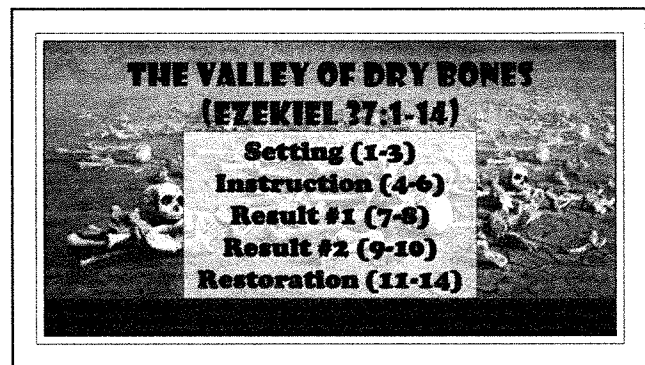 THE VALLEY OF DRY BONES
(EZEKIEL 37:1-14)
Setting (1-3)
Instruction (4-6)
Result #1 (7-8)
Result #2 (9-10)
Restoration (11-14)